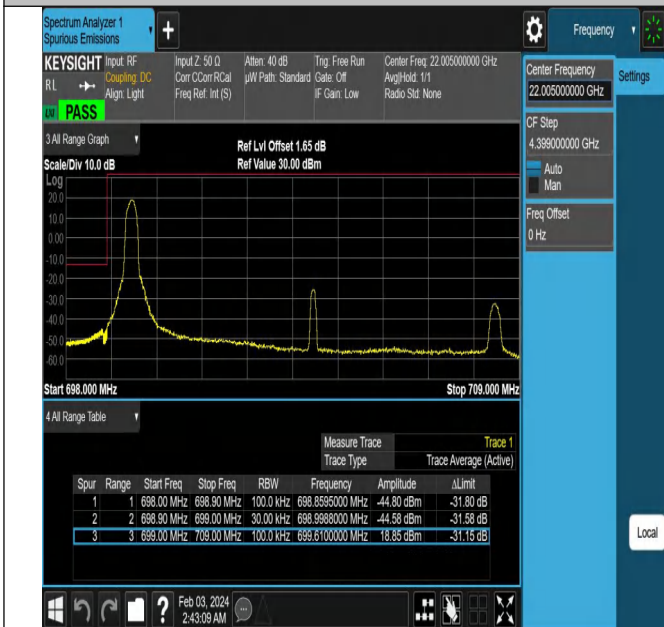 Spectrum Analyzer 1
Spurious Emissions
Frequency
KEYSIGHT
RL
Input: RF
Coupling: DC
Align: Light
Input Z: 50 Ω
Corr CCorr RCal
Freq Ref: Int (S)
Atten: 40 dB
µW Path: Standard
Trig: Free Run
Gate: Off
IF Gain: Low
Center Freq: 22.005000000 GHz
Avg|Hold: 1/1
Radio Std: None
PASS
Center Frequency
22.005000000 GHz
Settings
CF Step
4.399000000 GHz
Auto
Man
Freq Offset
0 Hz
3 All Range Graph
Ref Lvl Offset 1.65 dB
Scale/Div 10.0 dB
Ref Value 30.00 dBm
Log
20.0
10.0
0.00
-10.0
-20.0
-30.0
-40.0
-50.0
-60.0
Start 698.000 MHz
Stop 709.000 MHz
4 All Range Table
Measure Trace Trace 1
Trace Type Trace Average (Active)
Spur Range Start Freq Stop Freq RBW Frequency Amplitude ΔLimit
1 1 698.00 MHz 698.90 MHz 100.0 kHz 698.8595000 MHz -44.80 dBm -31.80 dB
2 2 698.90 MHz 699.00 MHz 30.00 kHz 698.9988000 MHz -44.58 dBm -31.58 dB
3 3 699.00 MHz 709.00 MHz 100.0 kHz 699.6100000 MHz 18.85 dBm -31.15 dB
Local
?
Feb 03, 2024
2:43:09 AM